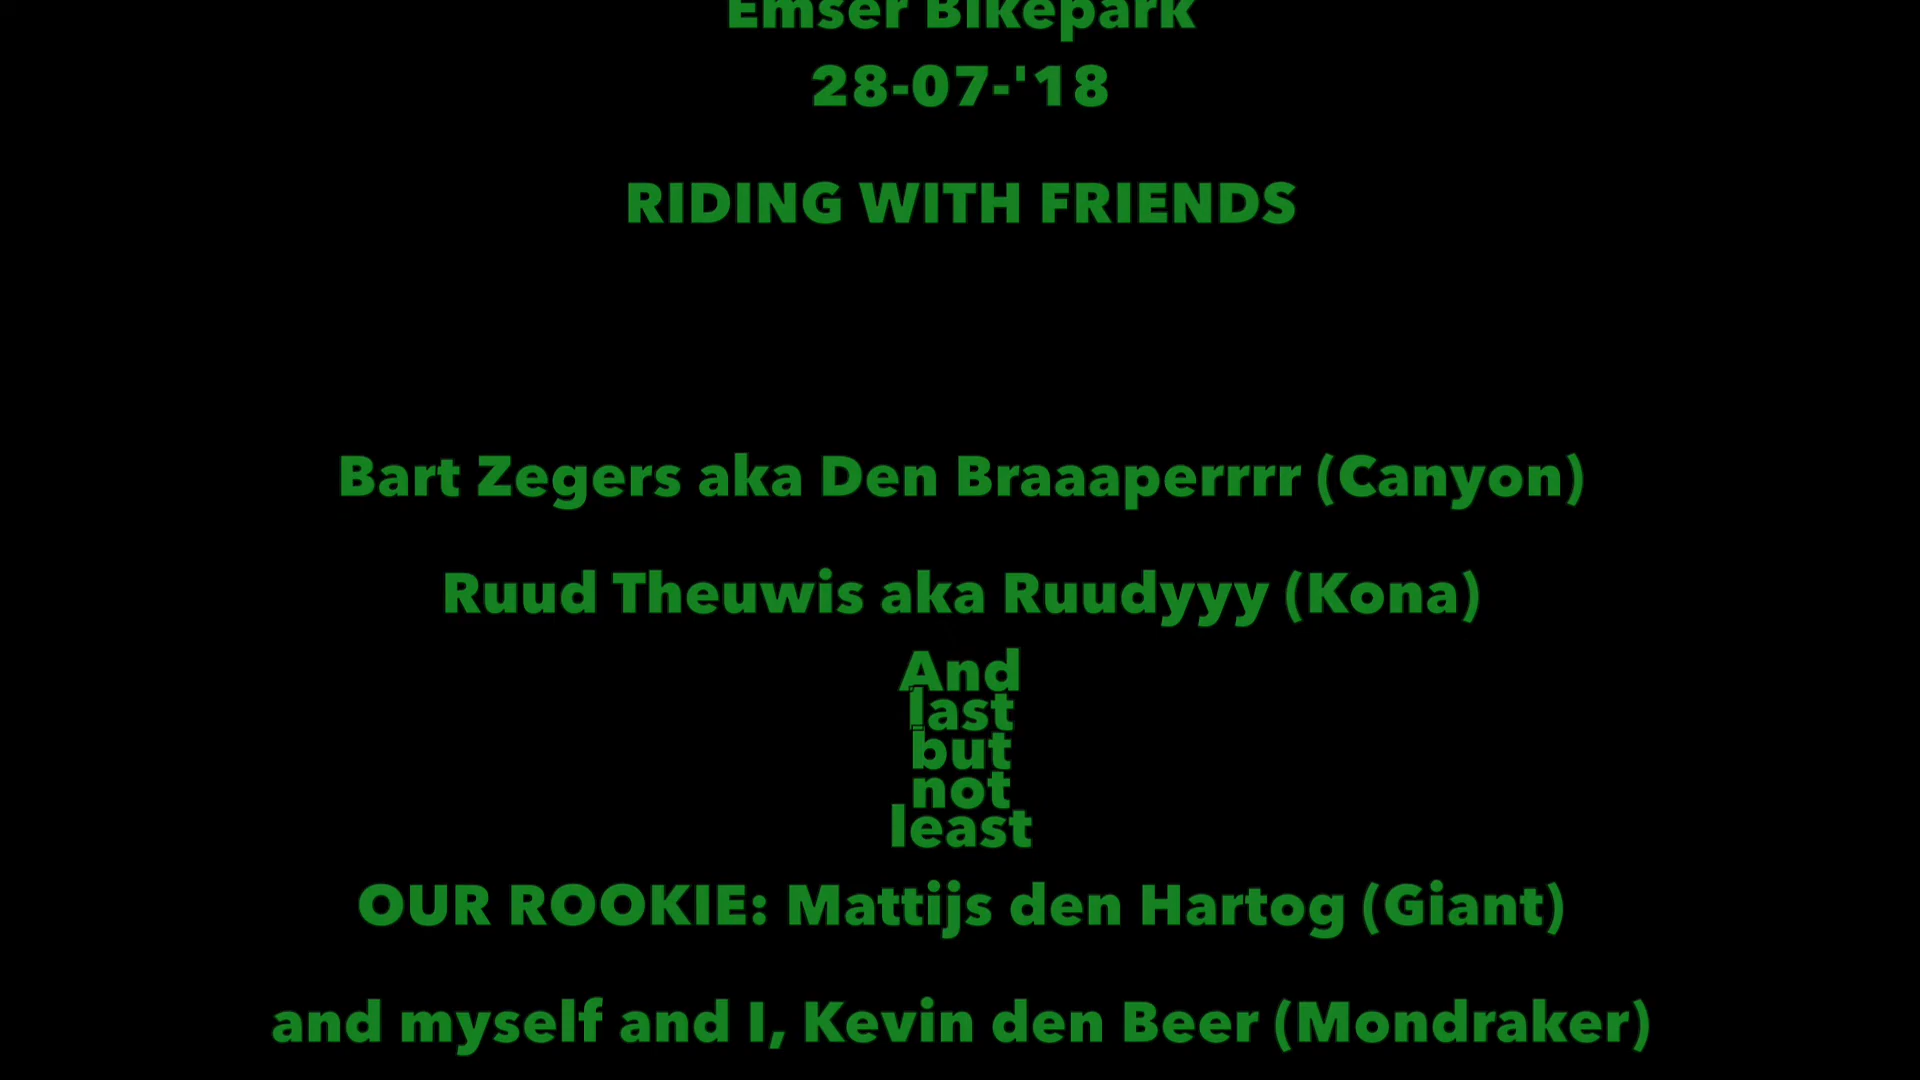 Emser Bikepark
28-07-'18
RIDING WITH FRIENDS
Bart Zegers aka Den Braaaperrrr (Canyon)
Ruud Theuwis aka Ruudyyy (Kona)
And
last
but
not
least
OUR ROOKIE: Mattijs den Hartog (Giant)
and myself and I, Kevin den Beer (Mondraker)